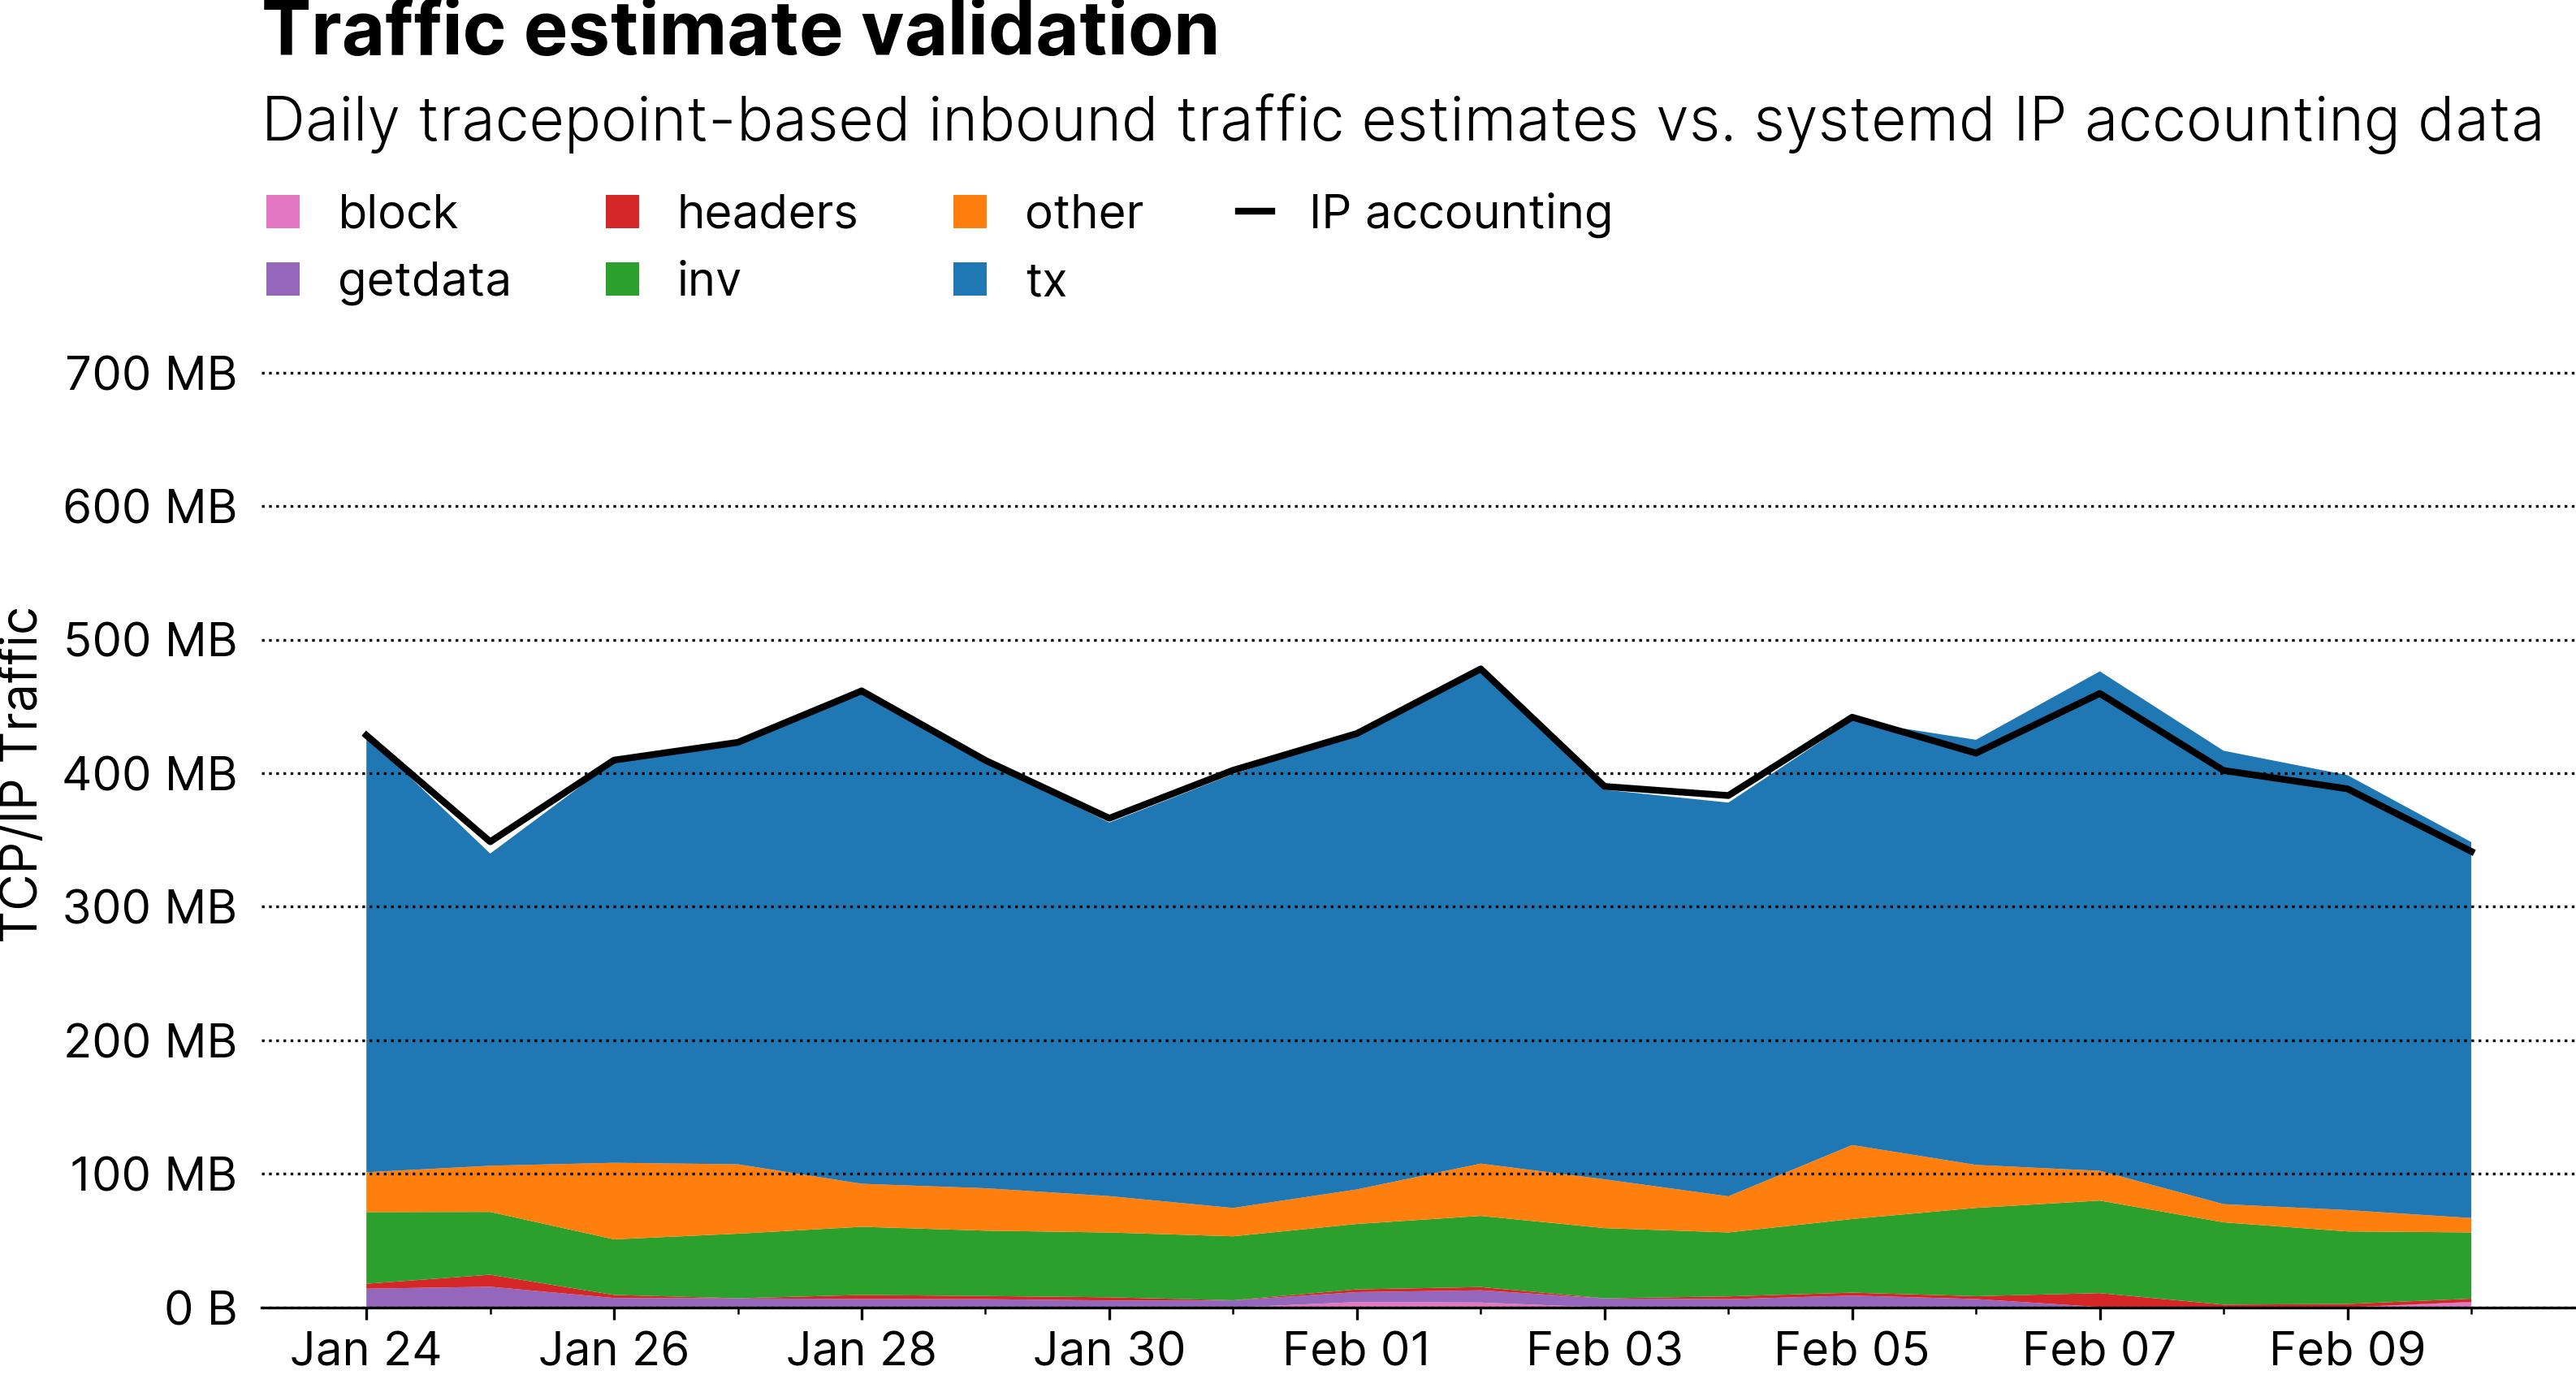 Traffic estimate validation
Daily tracepoint-based inbound traffic estimates vs. systemd IP accounting data
block headers other IP accounting
getdata inv tx
700 MB
600 MB
500 MB
400 MB
300 MB
200 MB
100 MB
0 B
TCP/IP Traffic
Jan 24 Jan 26 Jan 28 Jan 30 Feb 01 Feb 03 Feb 05 Feb 07 Feb 09